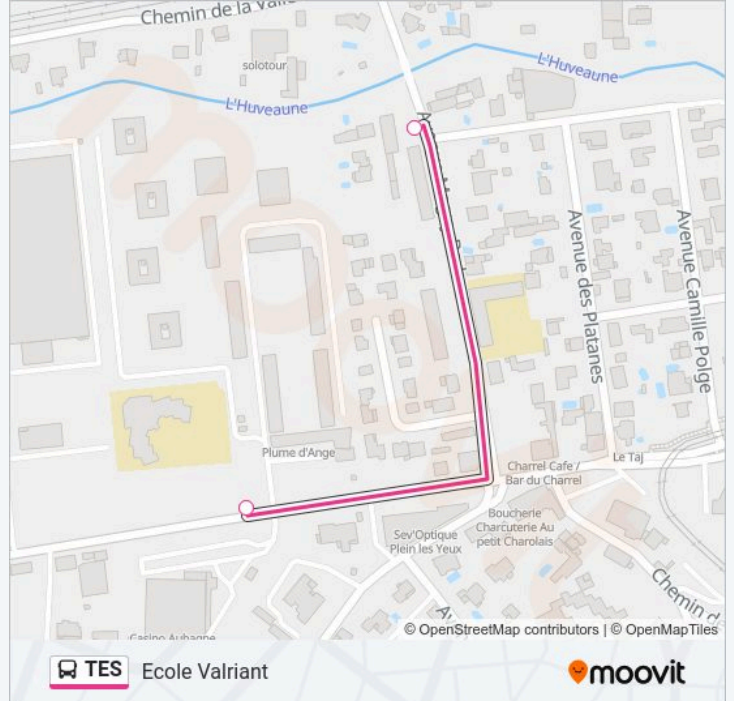 Chemin de la
solotour
L'Huveaune
L'Huveaune
Avenue des Platanes
Avenue Camille Polge
Plume d'Ange
Le Taj
Charrel Cafe /
Bar du Charrel
Boucherie
Charcuterie Au
petit Charolais
Sev'Optique
Plein les Yeux
Chemin d
Casino Aubagne
© OpenStreetMap contributors | © OpenMapTiles
TES Ecole Valriant
moovit